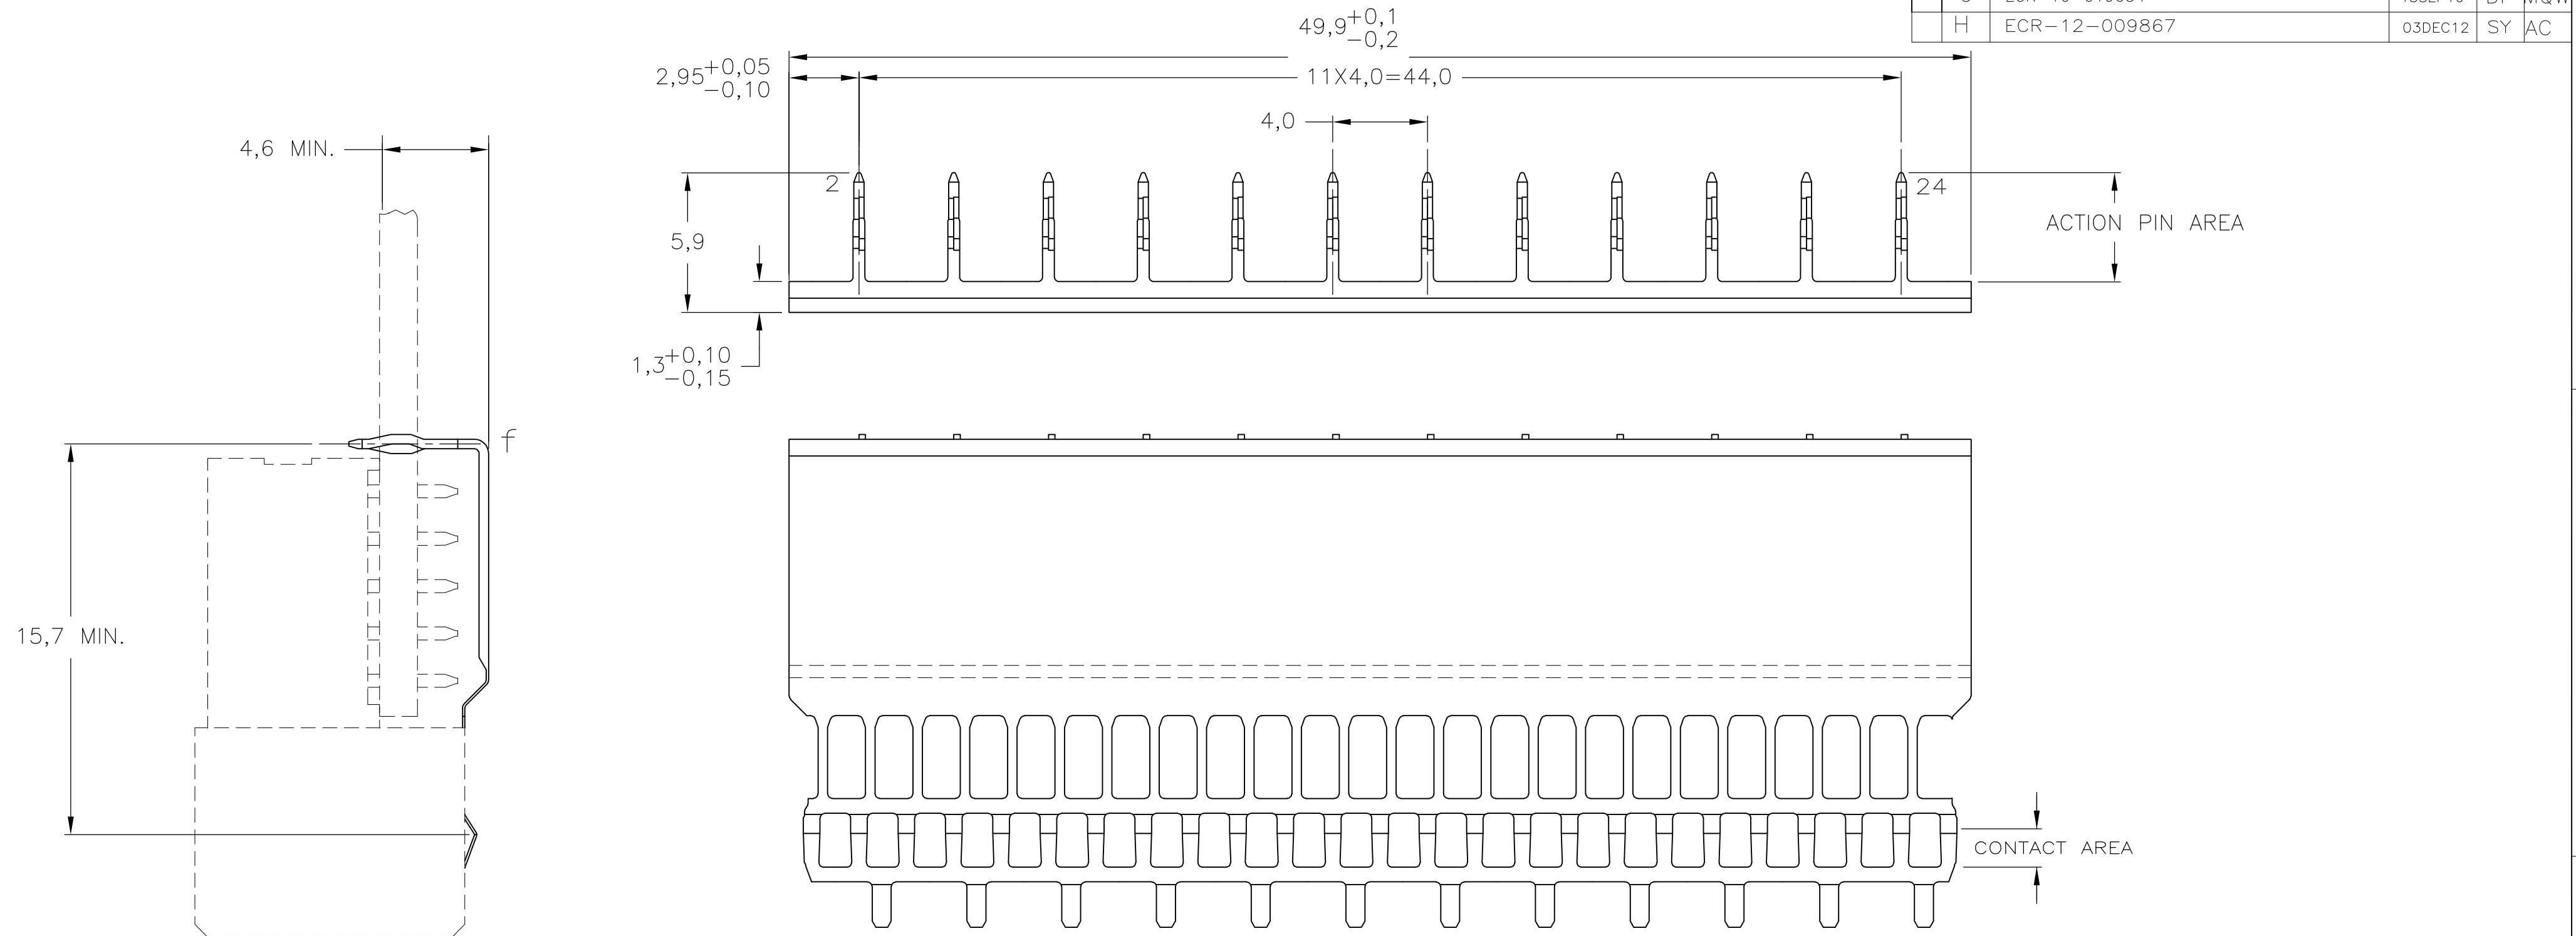 H ECR-12-009867 03DEC12 SY AC
49,9 +0,1 -0,2
2,95 +0,05 -0,10
11X4,0=44,0
4,0
4,6 MIN.
2
24
5,9
ACTION PIN AREA
1,3 +0,10 -0,15
f
15,7 MIN.
CONTACT AREA